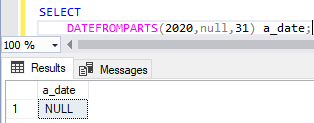 SELECT
DATEFROMPARTS(2020,null,31) a_date;
100 %
Results Messages
a_date
1 NULL